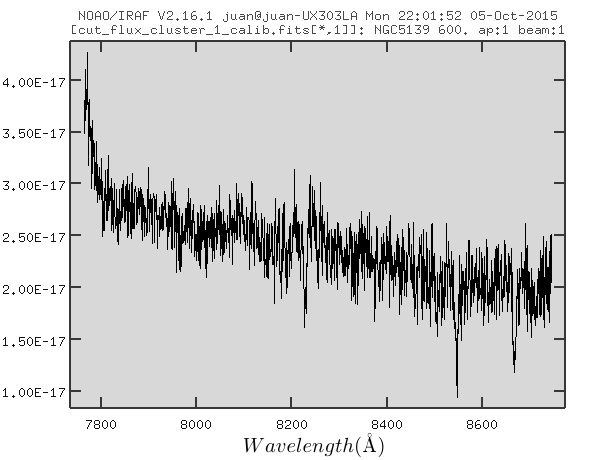 NOAO/IRAF V2.16.1 juan@juan-UX303LA Mon 22:01:52 05-Oct-2015
[cut_flux_cluster_1_calib.fits[*,1]]: NGC5139 600. ap:1 beam:1
4.00E-17
3.50E-17
3.00E-17
2.50E-17
2.00E-17
1.50E-17
1.00E-17
7800 8000 8200 8400 8600
Wavelength(Å)